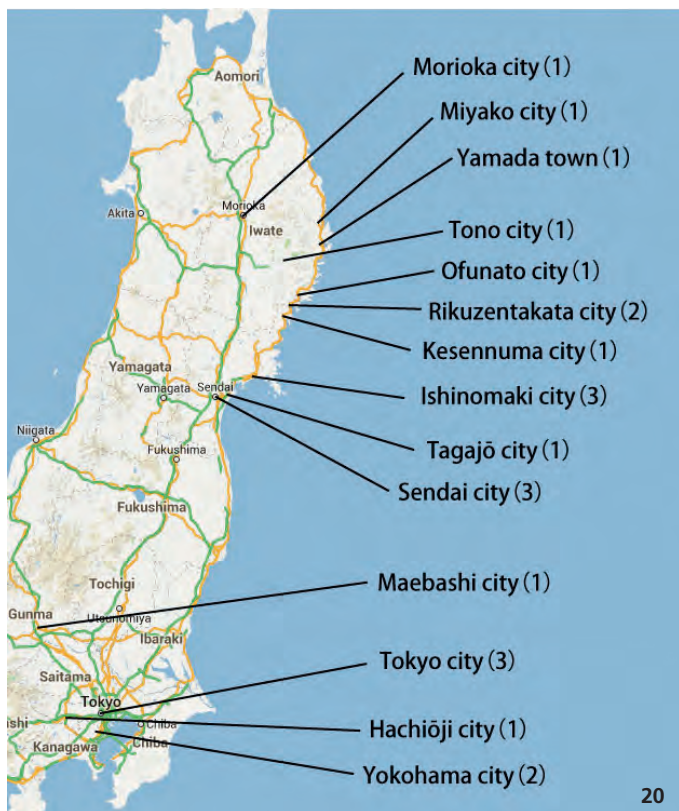 Morioka city (1)
Aomori
Miyako city (1)
Yamada town (1)
Akita
Morioka
Iwate
Tono city (1)
Ofunato city (1)
Rikuzentakata city (2)
Kesennuma city (1)
Yamagata
Yamagata
Sendai
Ishinomaki city (3)
Niigata
Fukushima
Tagajō city (1)
Sendai city (3)
Fukushima
Tochigi
Maebashi city (1)
Gunma
Utsunomiya
Ibaraki
Saitama
Tokyo city (3)
Tokyo
ishi
Chiba
Hachiōji city (1)
Kanagawa
Chiba
Yokohama city (2)
20